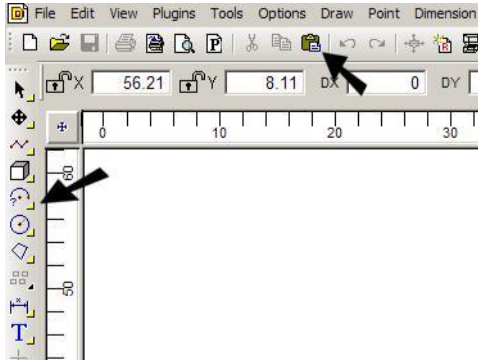 File Edit View Plugins Tools Options Draw Point Dimension
P
X 56.21 Y 8.11 DX 0 DY
0 10 20 30
60
?
50
T